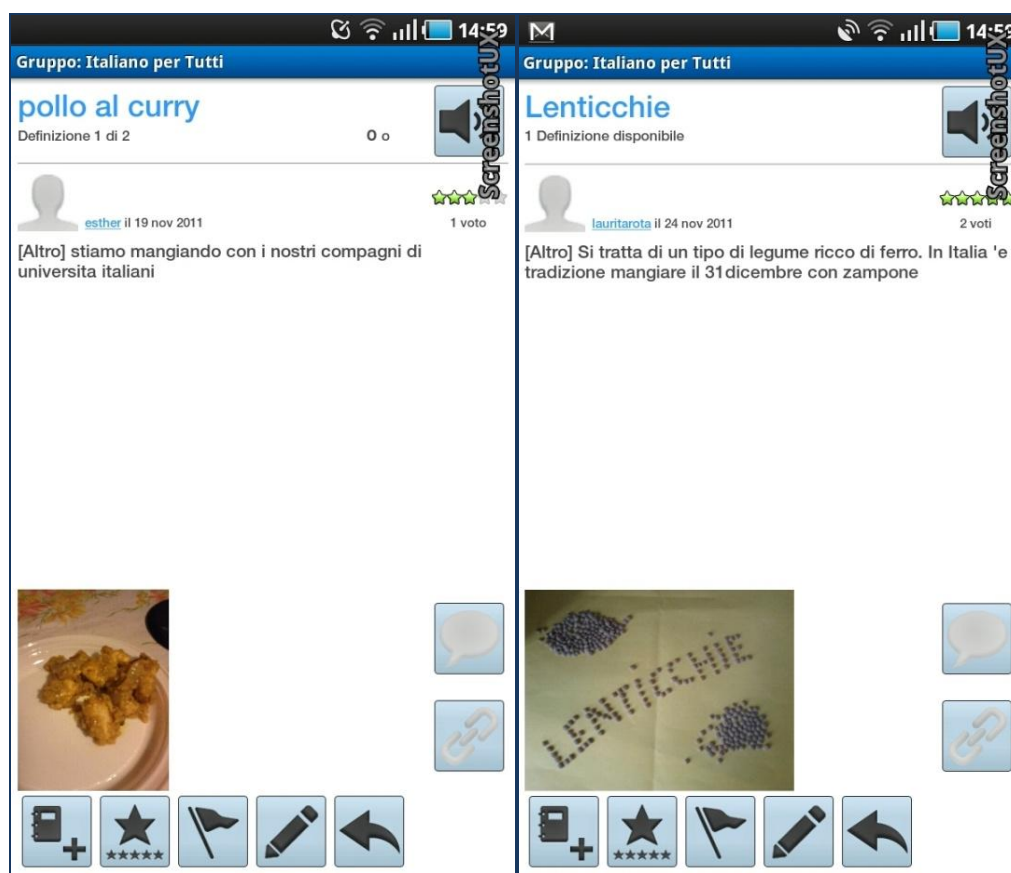 14:59
Gruppo: Italiano per Tutti
pollo al curry
Definizione 1 di 2
0 o
ScreenshotUX
esther il 19 nov 2011
1 voto
[Altro] stiamo mangiando con i nostri compagni di
universita italiani
14:59
Gruppo: Italiano per Tutti
Lenticchie
1 Definizione disponibile
ScreenshotUX
lauritarota il 24 nov 2011
2 voti
[Altro] Si tratta di un tipo di legume ricco di ferro. In Italia 'e
tradizione mangiare il 31dicembre con zampone
LENTICCHIE